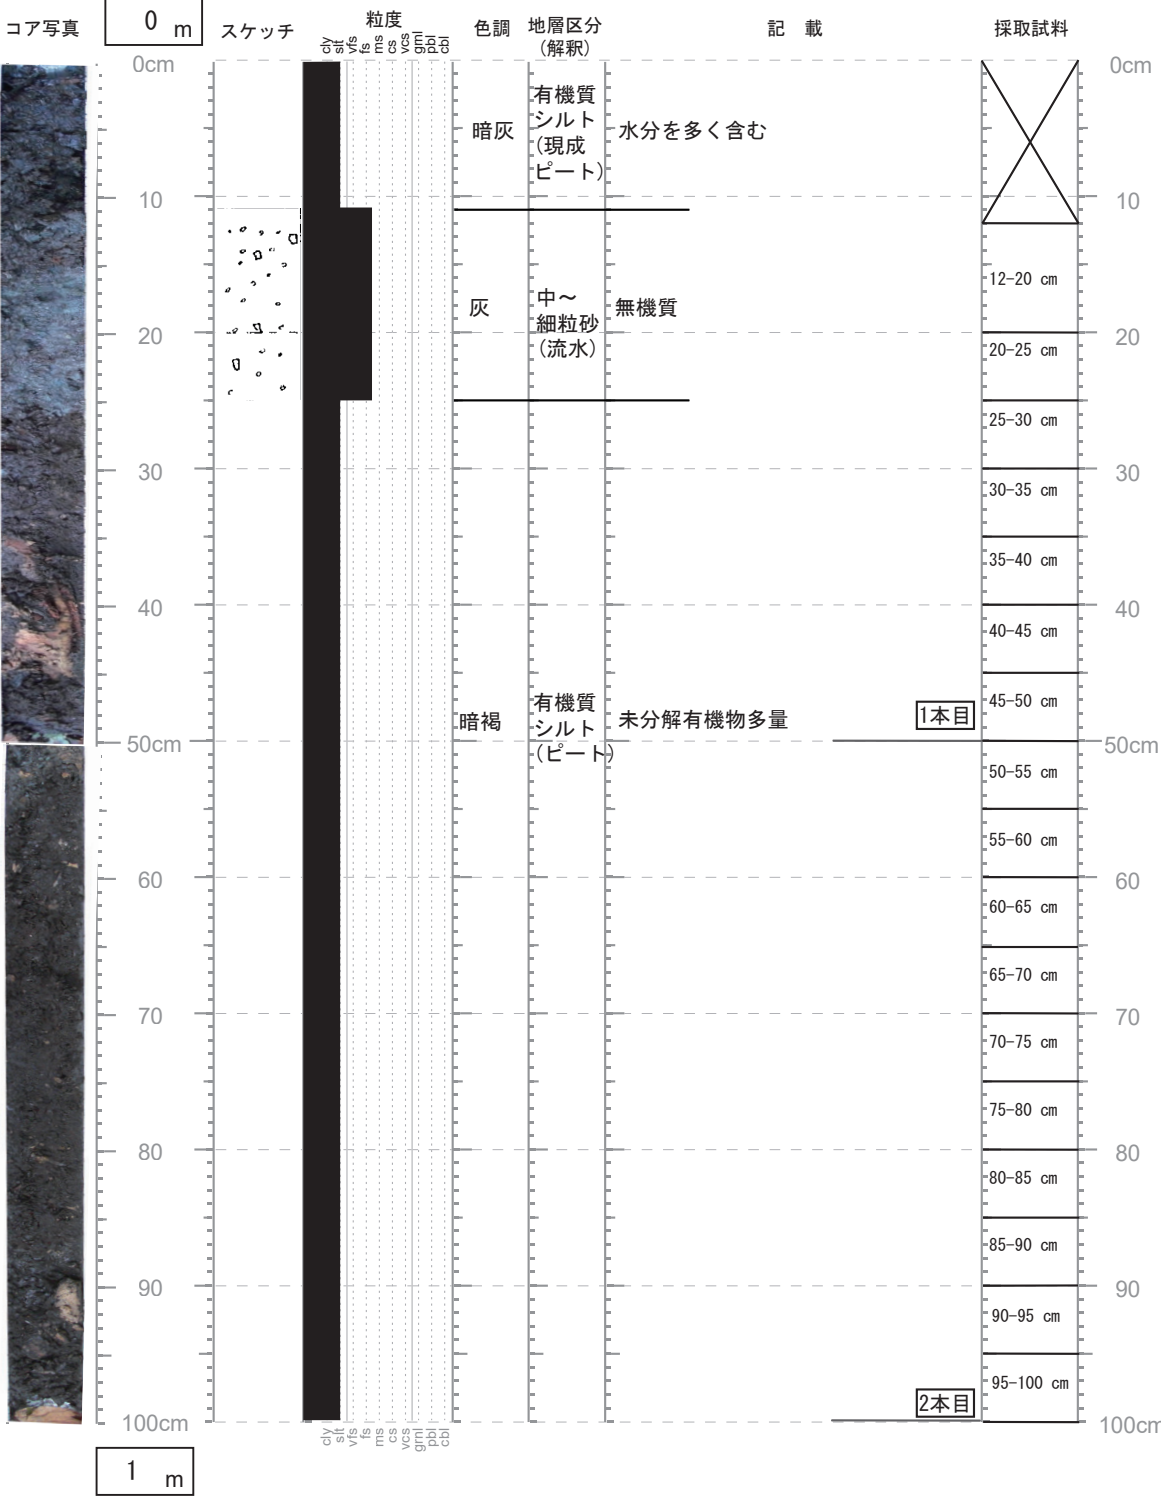 コア写真
0 m
スケッチ
粒度
cly slt vfs fs ms cs vcs grnl pbl cbl
色調
地層区分
（解釈）
記 載
採取試料
0cm
0cm
暗灰
有機質
シルト
（現成
ピート）
水分を多く含む
10
10
灰
中～
細粒砂
（流水）
無機質
12-20 cm
20
20
20-25 cm
25-30 cm
30
30
30-35 cm
35-40 cm
40
40
40-45 cm
暗褐
有機質
シルト
（ピート）
未分解有機物多量
1本目
45-50 cm
50cm
50cm
50-55 cm
55-60 cm
60
60
60-65 cm
65-70 cm
70
70
70-75 cm
75-80 cm
80
80
80-85 cm
85-90 cm
90
90
90-95 cm
95-100 cm
2本目
100cm
100cm
cly slt vfs fs ms cs vcs grnl pbl cbl
1 m